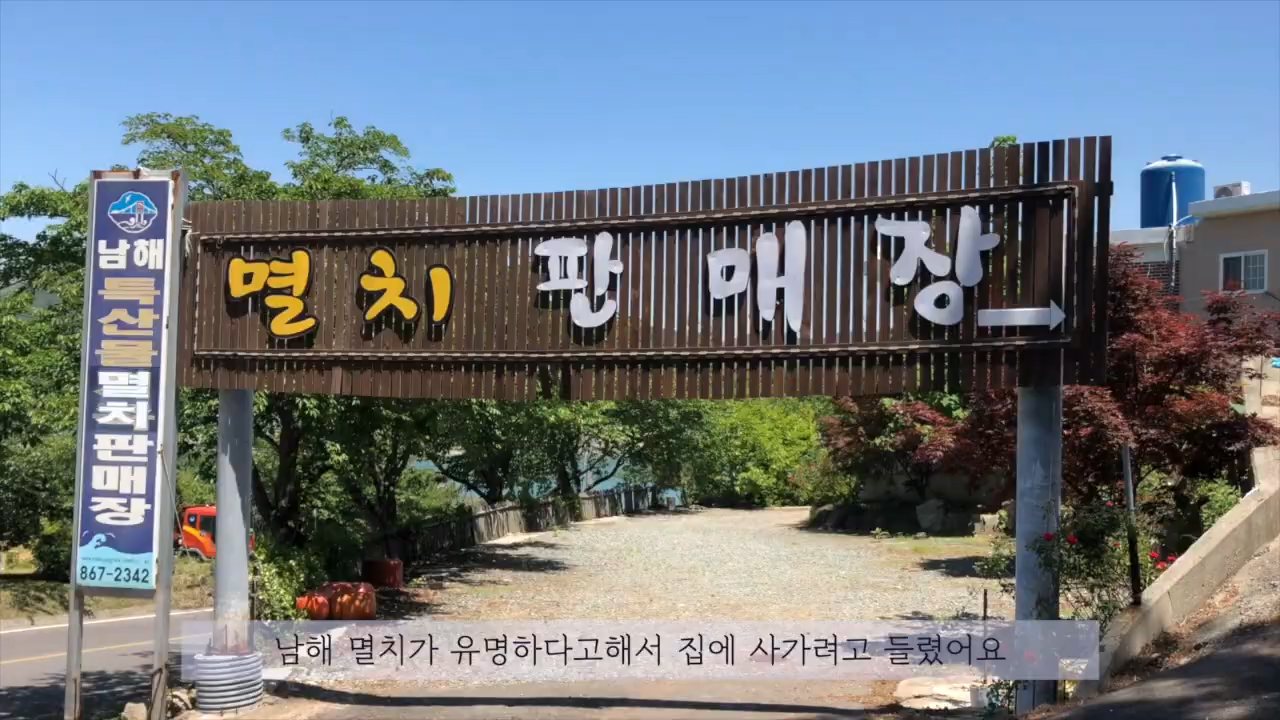 멸치 판매장
남해
특산물
멸치판매장
867-2342
남해 멸치가 유명하다고해서 집에 사가려고 들렸어요